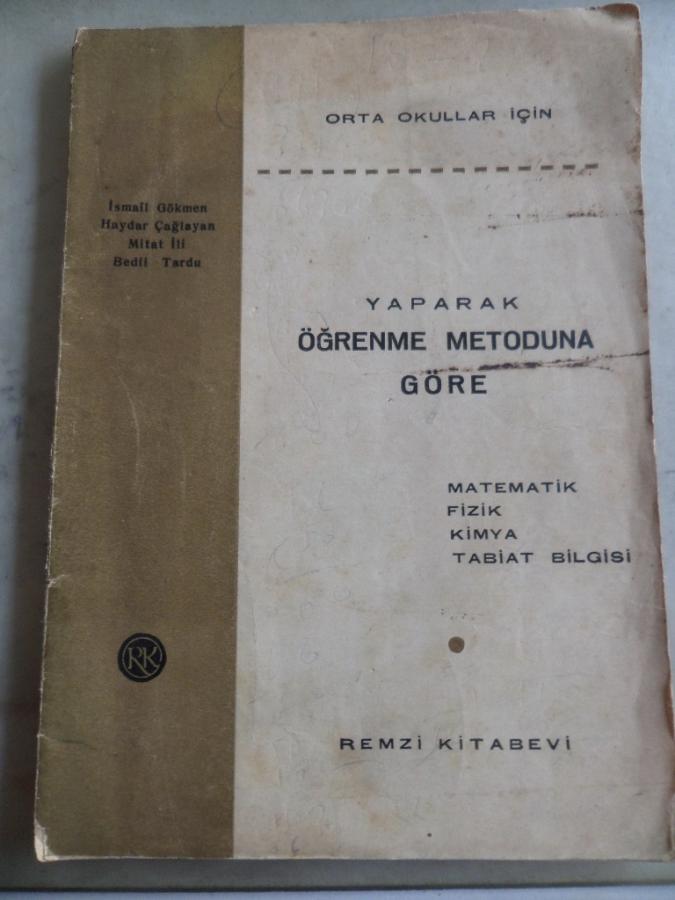 ORTA OKULLAR İÇİN
İsmail Gökmen
Haydar Çağlayan
Mitat İli
Bedii Tardu
YAPARAK
ÖĞRENME METODUNA
GÖRE
MATEMATİK
FİZİK
KİMYA
TABİAT BİLGİSİ
RK
REMZİ KİTABEVİ